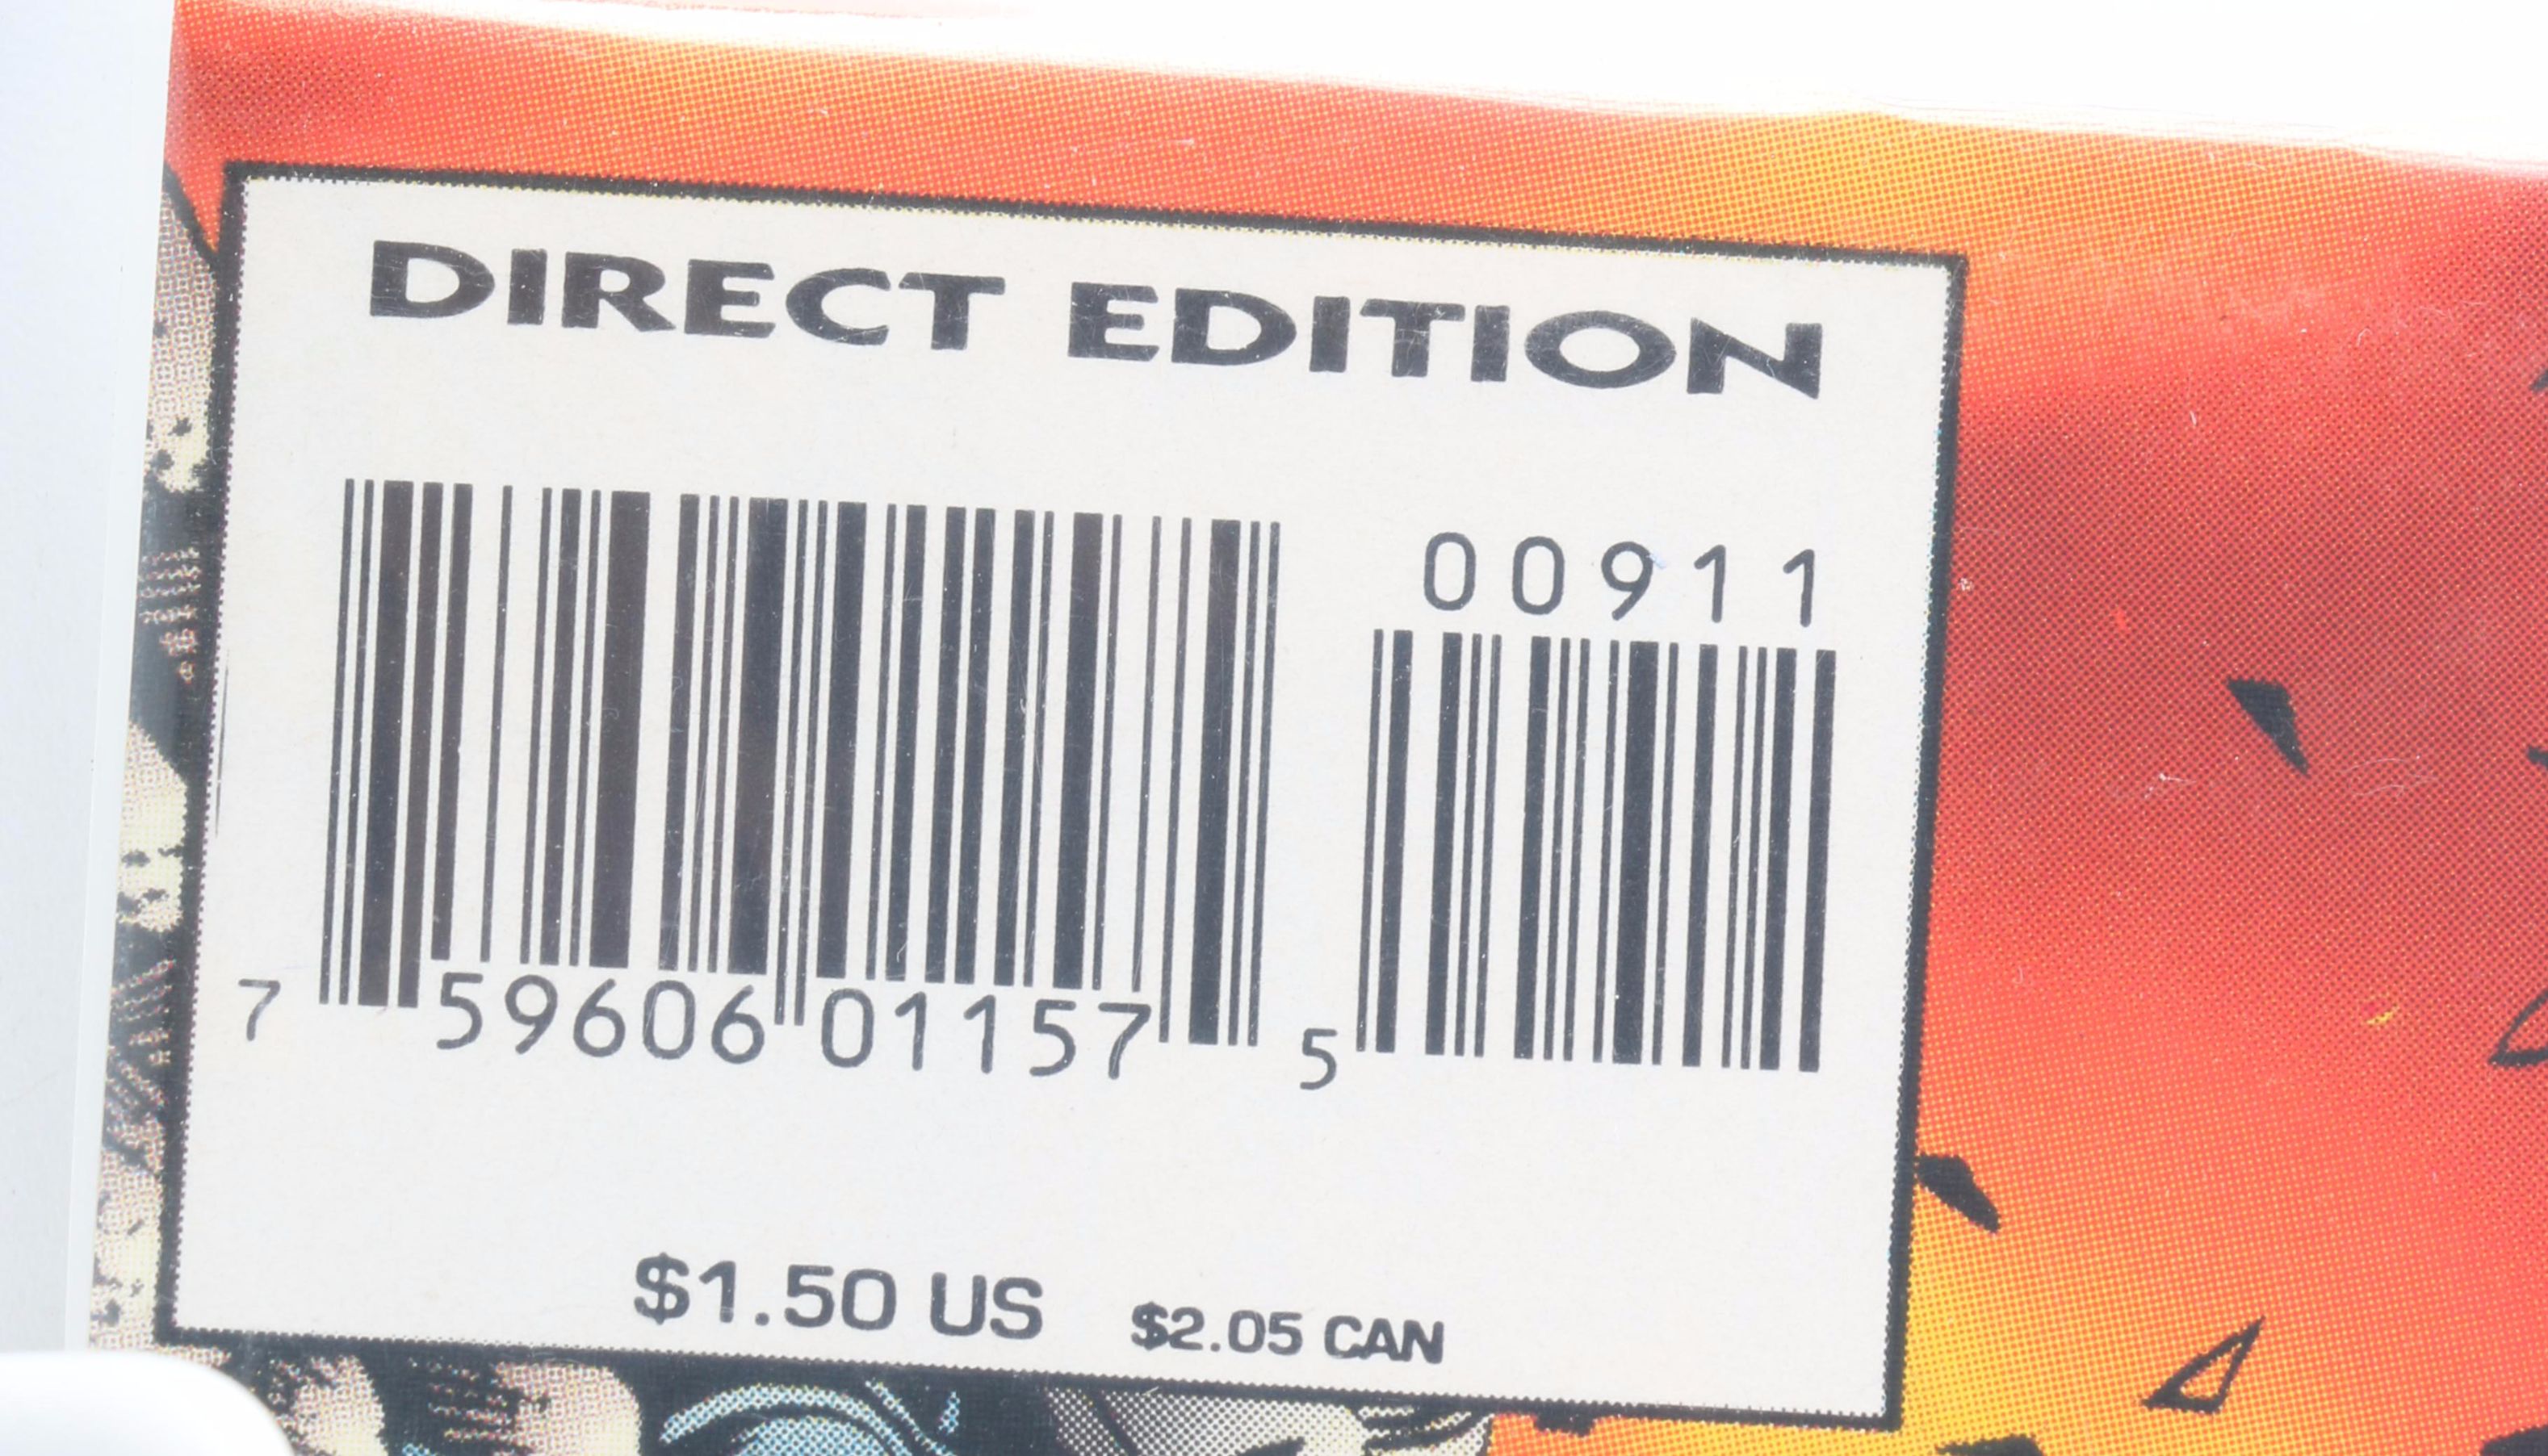 DIRECT EDITION
00911
7 59606 01157 5
$1.50 US $2.05 CAN